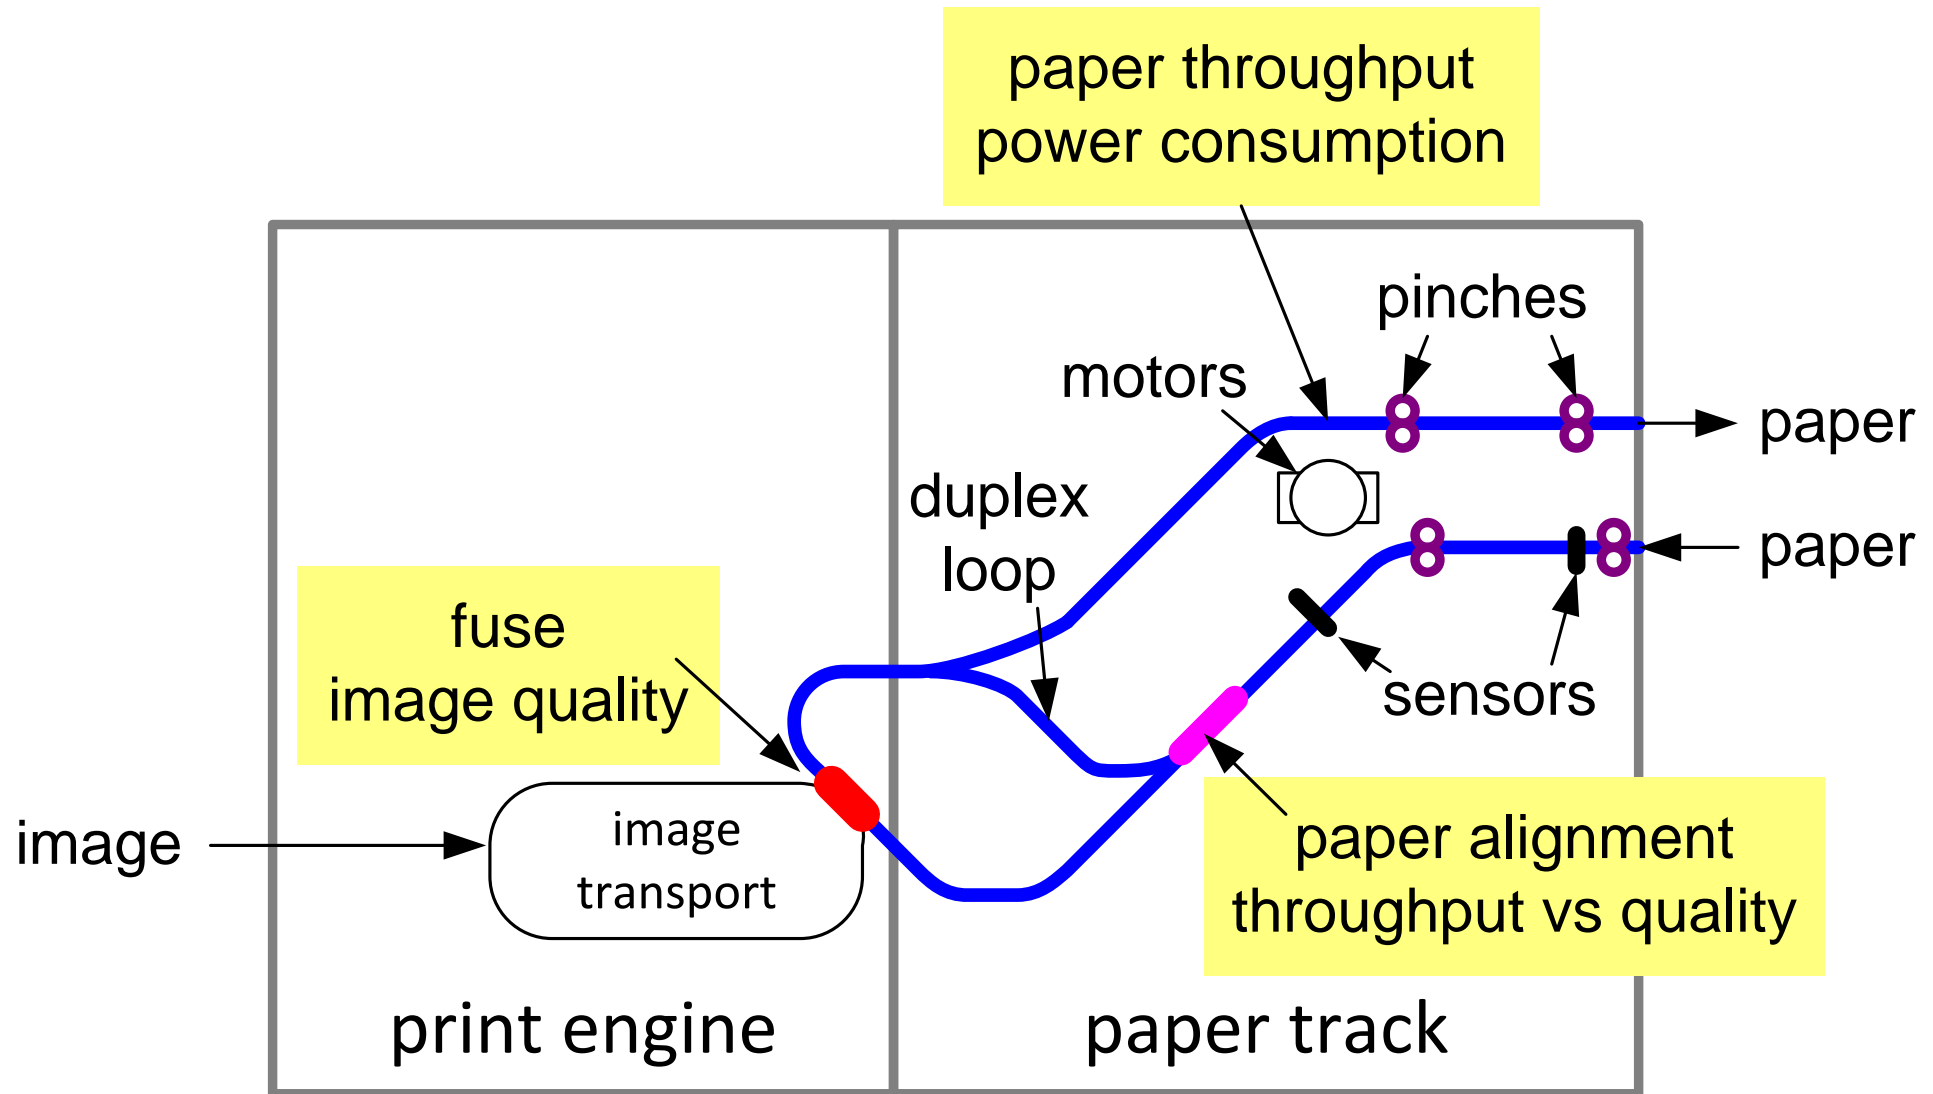 paper throughput
power consumption
pinches
motors
paper
duplex
loop
paper
fuse
image quality
sensors
image
image
transport
paper alignment
throughput vs quality
print engine
paper track